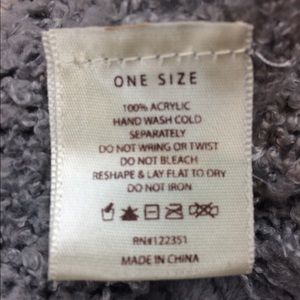 ONE SIZE
100% ACRYLIC
HAND WASH COLD
SEPARATELY
DO NOT WRING OR TWIST
DO NOT BLEACH
RESHAPE & LAY FLAT TO DRY
DO NOT IRON
RN#122351
MADE IN CHINA